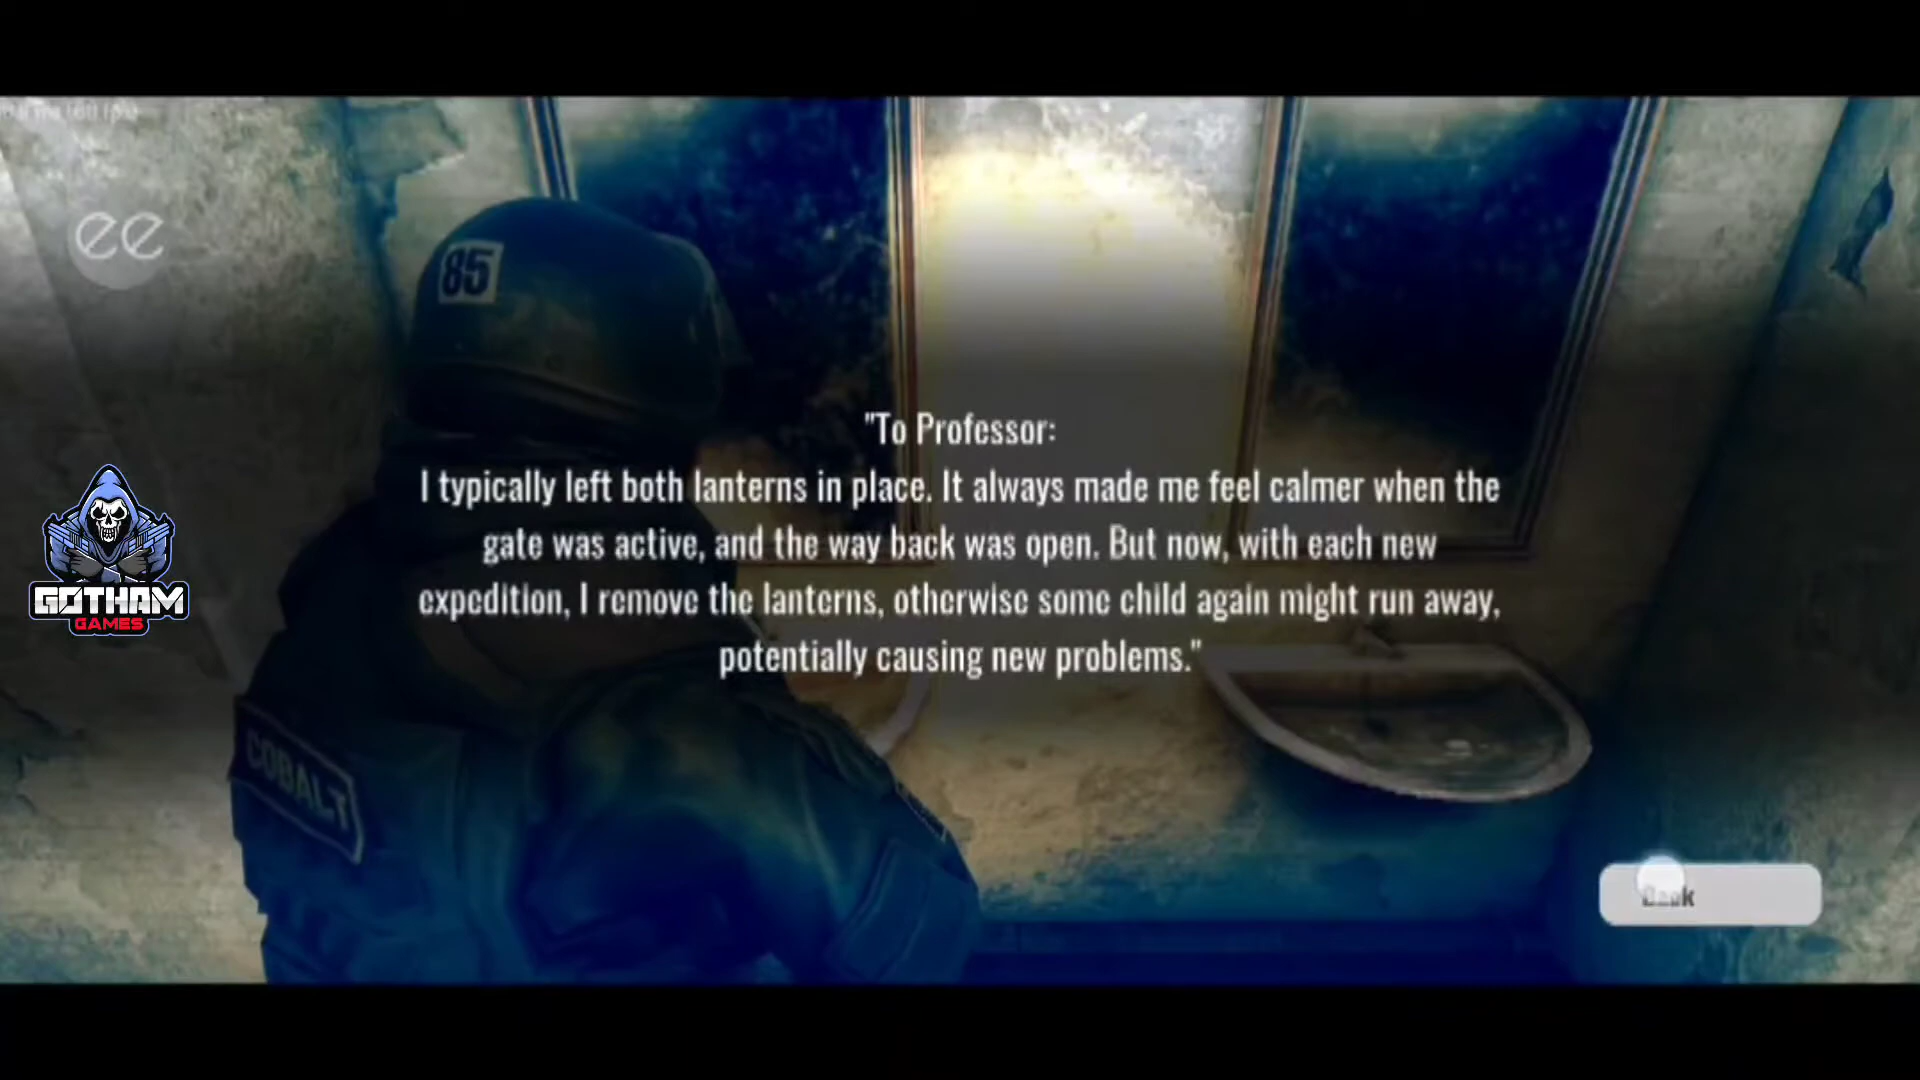 ee
85
"To Professor:
I typically left both lanterns in place. It always made me feel calmer when the
gate was active, and the way back was open. But now, with each new
expedition, I remove the lanterns, otherwise some child again might run away,
potentially causing new problems."
GOTHAM
GAMES
COBALT
Back